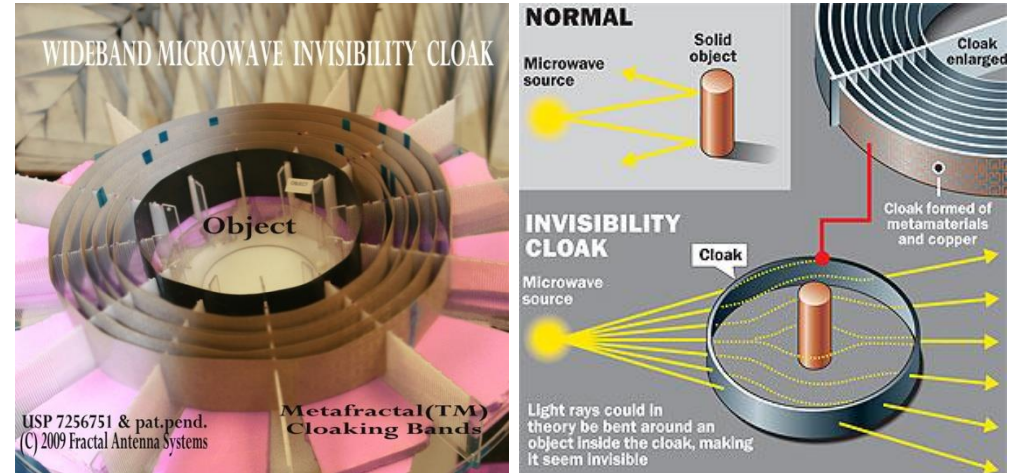 WIDEBAND MICROWAVE INVISIBILITY CLOAK
OBJECT
Object
USP 7256751 & pat.pend.
(C) 2009 Fractal Antenna Systems
Metafractal(TM)
Cloaking Bands
NORMAL
Microwave
source
Solid
object
Cloak
enlarged
Cloak formed of
metamaterials
and copper
INVISIBILITY
CLOAK
Cloak
Microwave
source
Light rays could in
theory be bent around an
object inside the cloak, making
it seem invisible